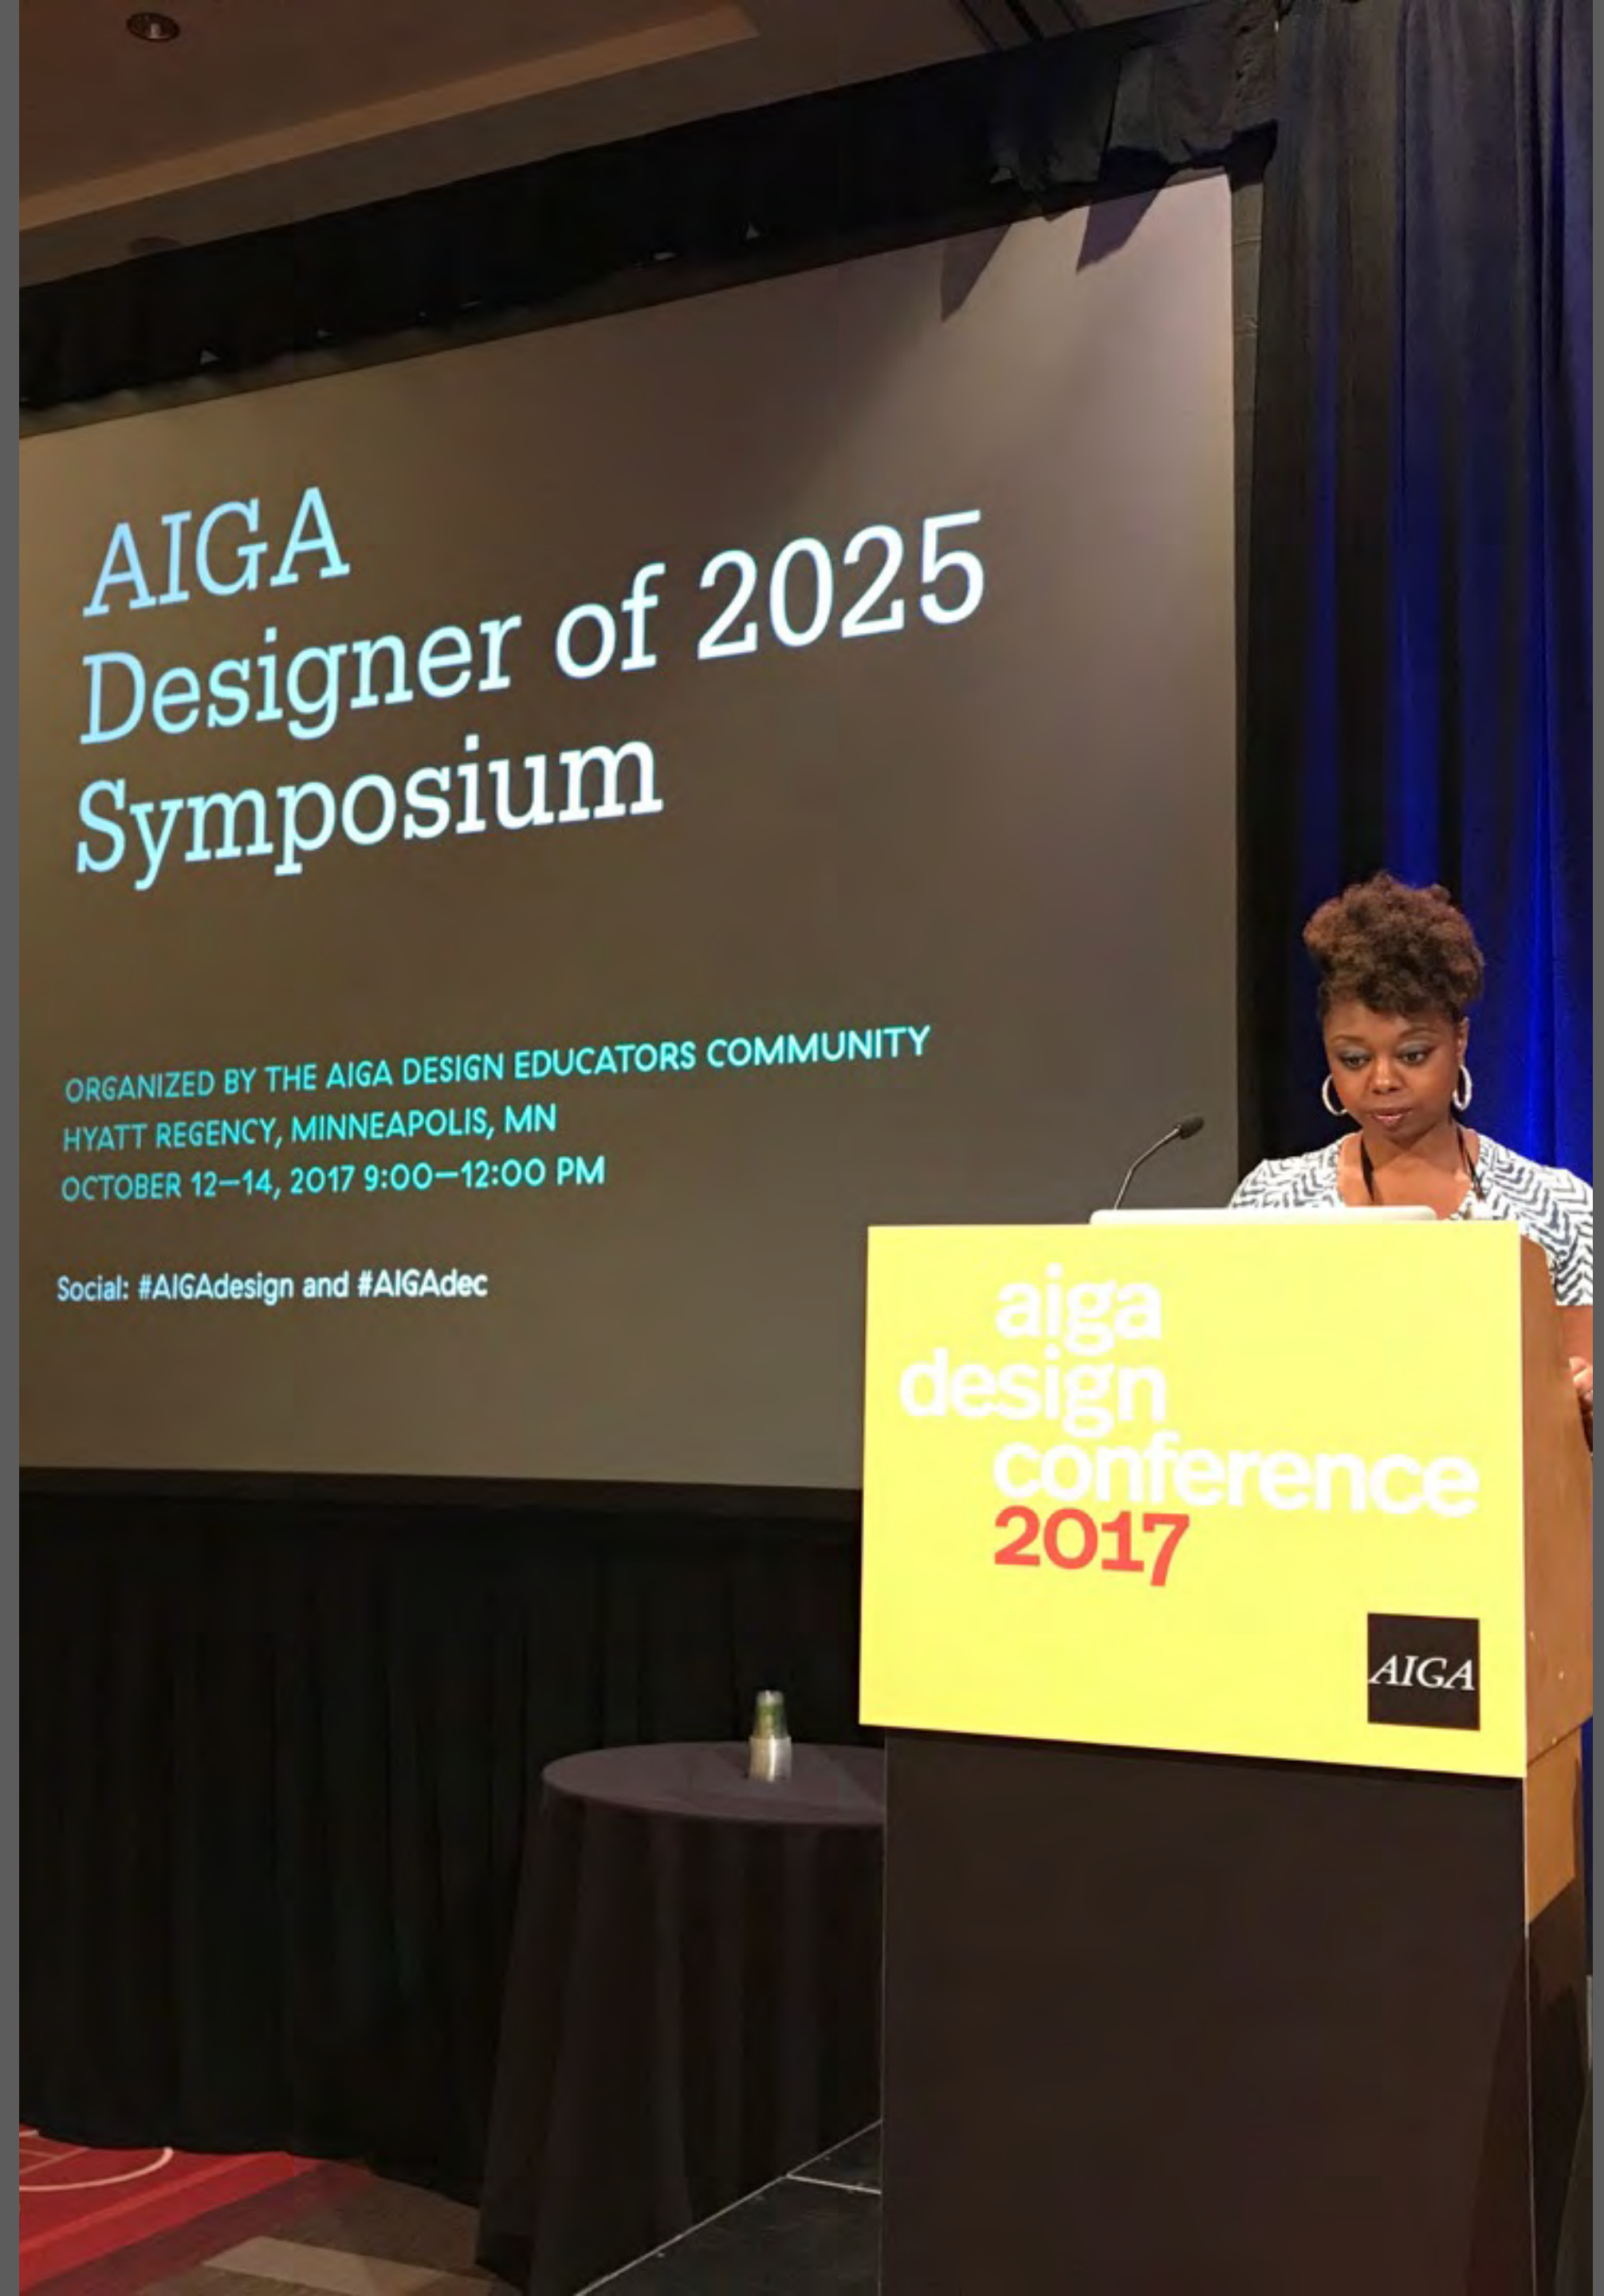 AIGA
Designer of 2025
Symposium
ORGANIZED BY THE AIGA DESIGN EDUCATORS COMMUNITY
HYATT REGENCY, MINNEAPOLIS, MN
OCTOBER 12–14, 2017 9:00–12:00 PM
Social: #AIGAdesign and #AIGAdec
aiga
design
conference
2017
AIGA